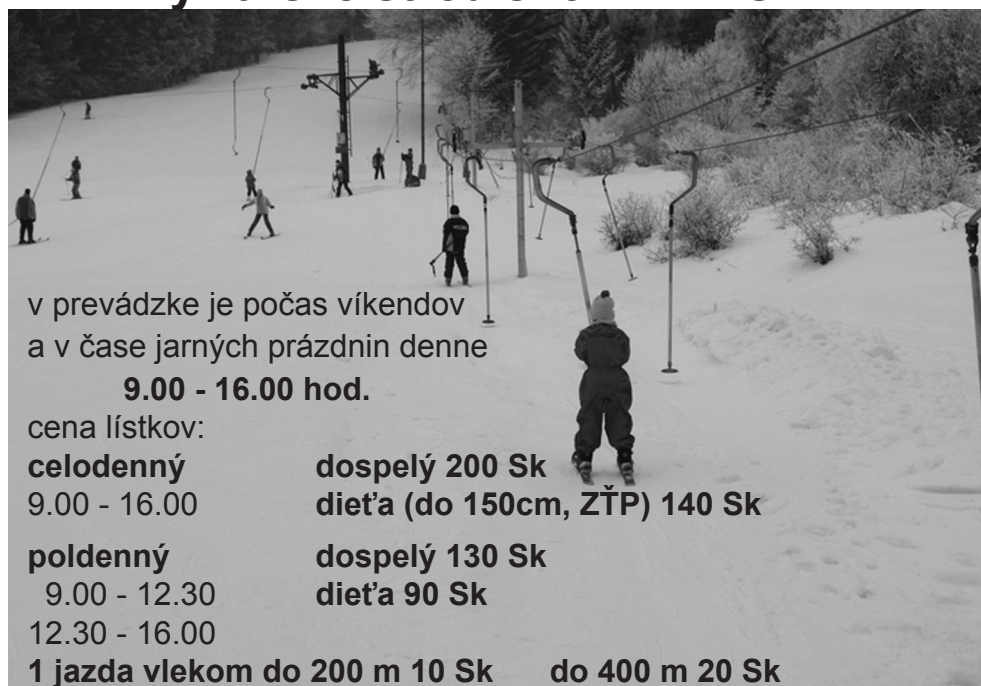 v prevádzke je počas víkendov
a v čase jarných prázdnin denne
9.00 - 16.00 hod.
cena lístkov:
celodenný dospelý 200 Sk
9.00 - 16.00 dieťa (do 150cm, ZŤP) 140 Sk
poldenný dospelý 130 Sk
9.00 - 12.30 dieťa 90 Sk
12.30 - 16.00
1 jazda vlekom do 200 m 10 Sk do 400 m 20 Sk